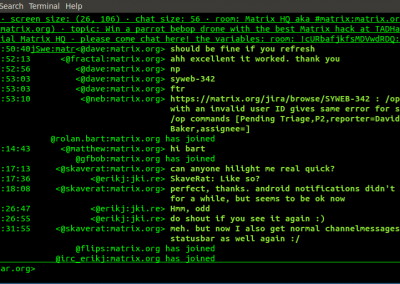 Search Terminal Help
· screen size: (26, 106) · chat size: 56 · room: Matrix HQ aka #matrix:matrix.or
rg) · topic: Win a parrot bebop drone with the best Matrix hack at TADHa
ial Matrix HQ - please come chat here! the variables: room: !cURbafjkfsMDVwdRDQ:
:50:40 jSwe:matr <@dave:matrix.org> should be fine if you refresh
:52:13 <@fractal:matrix.org> ahh excellent it worked. thank you
:52:56 <@dave:matrix.org> np
:53:03 <@dave:matrix.org> syweb-342
:53:03 <@dave:matrix.org> ftr
:53:10 <@neb:matrix.org> https://matrix.org/jira/browse/SYWEB-342 : /op
with an invalid user ID gives same error for s
/op commands [Pending Triage,P2,reporter=David
Baker,assignee=]
@rolan.bart:matrix.org has joined
:14:43 <@matthew:matrix.org> hi bart
@gfbob:matrix.org has joined
:17:13 <@skaverat:matrix.org> can anyone hilight me real quick?
:17:36 <@erikj:jki.re> SkaveRat: Like so?
:18:08 <@skaverat:matrix.org> perfect, thanks. android notifications didn't
for a while, but seems to be ok now
:26:47 <@erikj:jki.re> Hmm, odd
:26:55 <@erikj:jki.re> do shout if you see it again :)
:31:55 <@skaverat:matrix.org> meh. but now I also get normal channelmessages
statusbar as well again :/
@flips:matrix.org has joined
@irc_erikj:matrix.org has joined
ar.org>